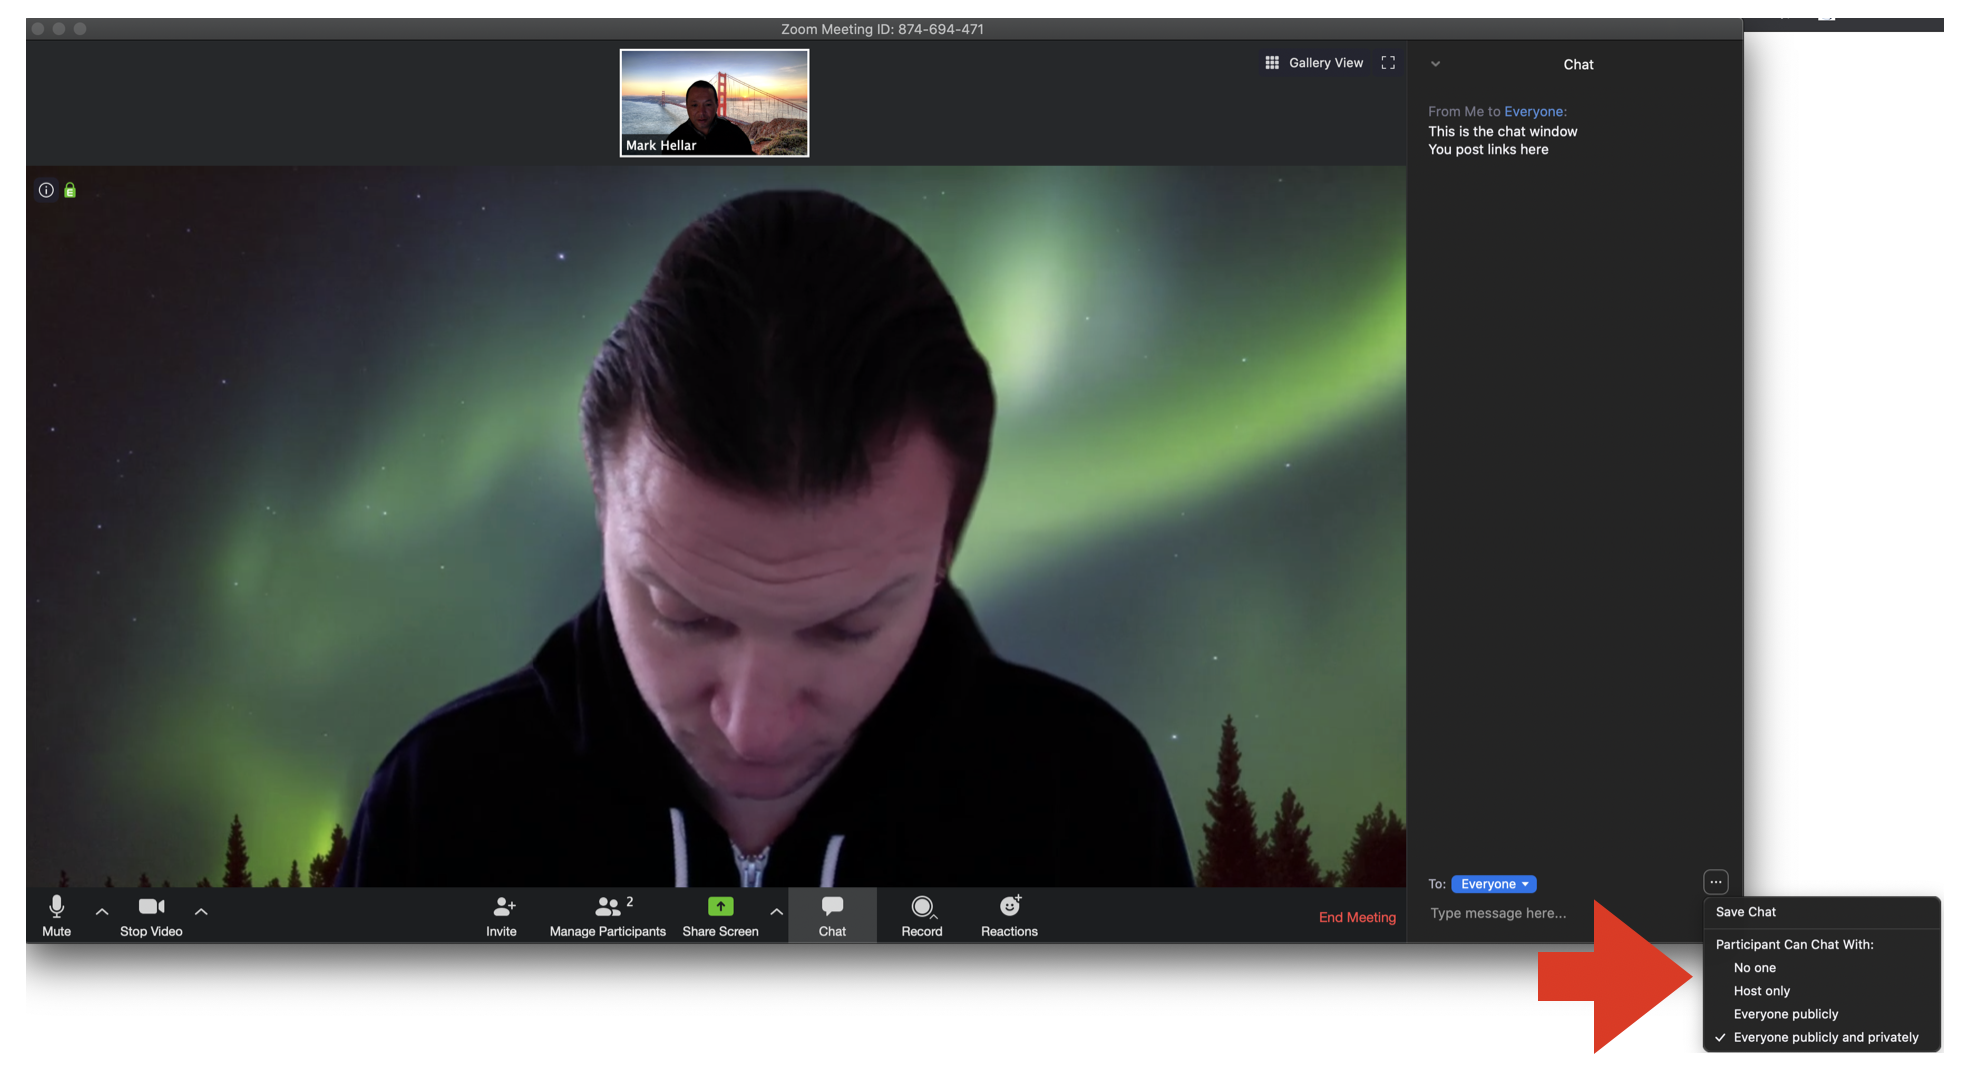 Zoom Meeting ID: 874-694-471
Mark Hellar
Gallery View
Chat
From Me to Everyone:
This is the chat window
You post links here
E
To: Everyone
Type message here...
Mute
Stop Video
Invite
2
Manage Participants
Share Screen
Chat
Record
Reactions
End Meeting
Save Chat
Participant Can Chat With:
No one
Host only
Everyone publicly
Everyone publicly and privately